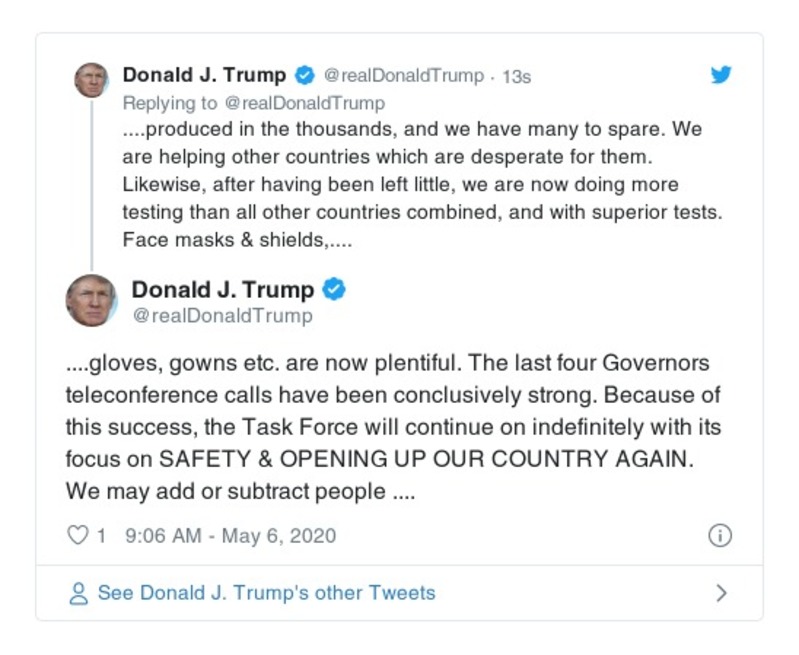 Donald J. Trump @realDonaldTrump · 13s
Replying to @realDonaldTrump
....produced in the thousands, and we have many to spare. We
are helping other countries which are desperate for them.
Likewise, after having been left little, we are now doing more
testing than all other countries combined, and with superior tests.
Face masks & shields,....
Donald J. Trump
@realDonaldTrump
....gloves, gowns etc. are now plentiful. The last four Governors
teleconference calls have been conclusively strong. Because of
this success, the Task Force will continue on indefinitely with its
focus on SAFETY & OPENING UP OUR COUNTRY AGAIN.
We may add or subtract people ....
1 9:06 AM - May 6, 2020
See Donald J. Trump's other Tweets